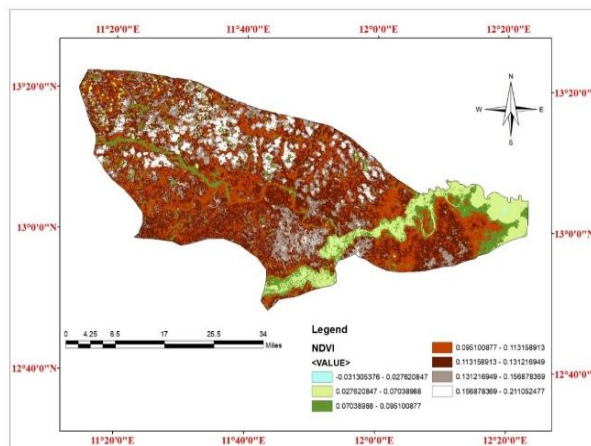 11°20'0"E 11°40'0"E 12°0'0"E 12°20'0"E
13°20'0"N 13°20'0"N
N
W E
S
13°0'0"N 13°0'0"N
0 4.25 8.5 17 25.5 34
Miles
Legend
NDVI
<VALUE>
-0.031305376 - 0.027620847
0.027620847 - 0.07038988
0.07038988 - 0.095100877
0.095100877 - 0.113158913
0.113158913 - 0.131216949
0.131216949 - 0.156878369
0.156878369 - 0.211052477
12°40'0"N 12°40'0"N
11°20'0"E 11°40'0"E 12°0'0"E 12°20'0"E